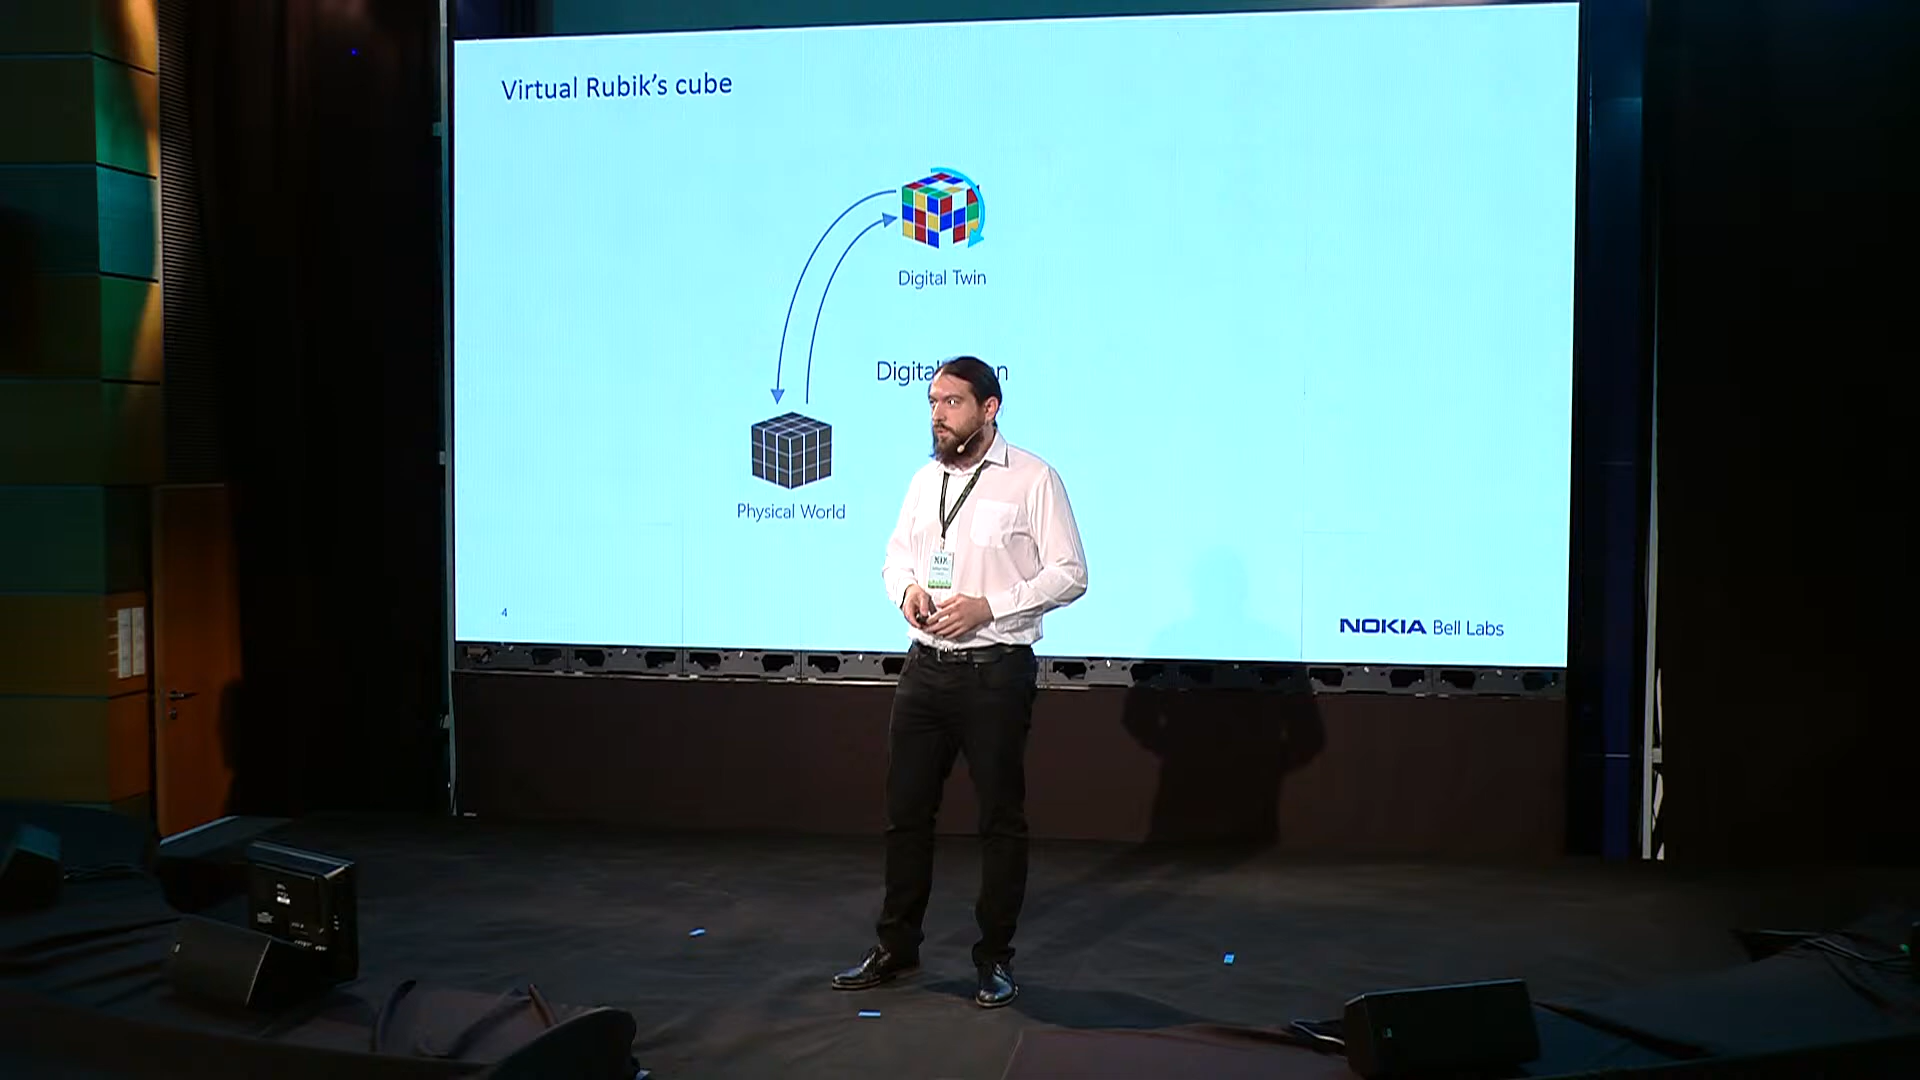 Virtual Rubik's cube
Digital Twin
Physical World
4
NOKIA Bell Labs